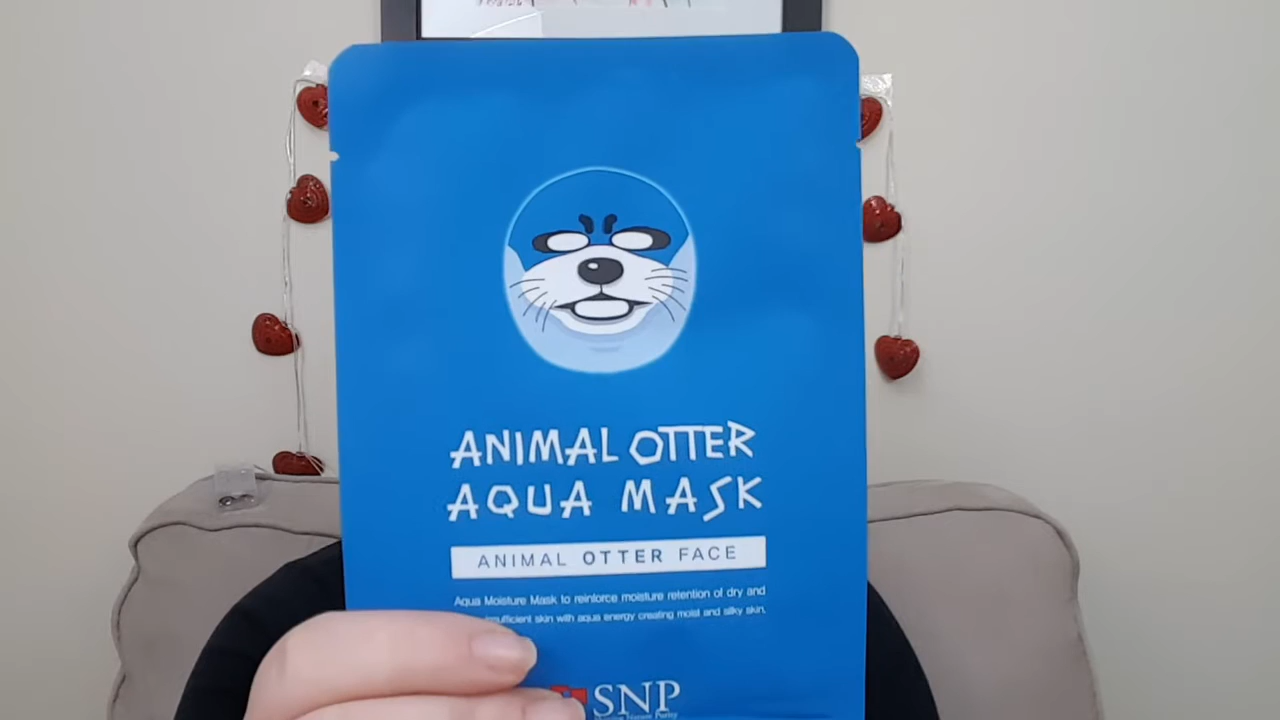 ANIMAL OTTER
AQUA MASK
ANIMAL OTTER FACE
Aqua Moisture Mask to reinforce moisture retention of dry and
insufficient skin with aqua energy creating moist and silky skin.
SNP